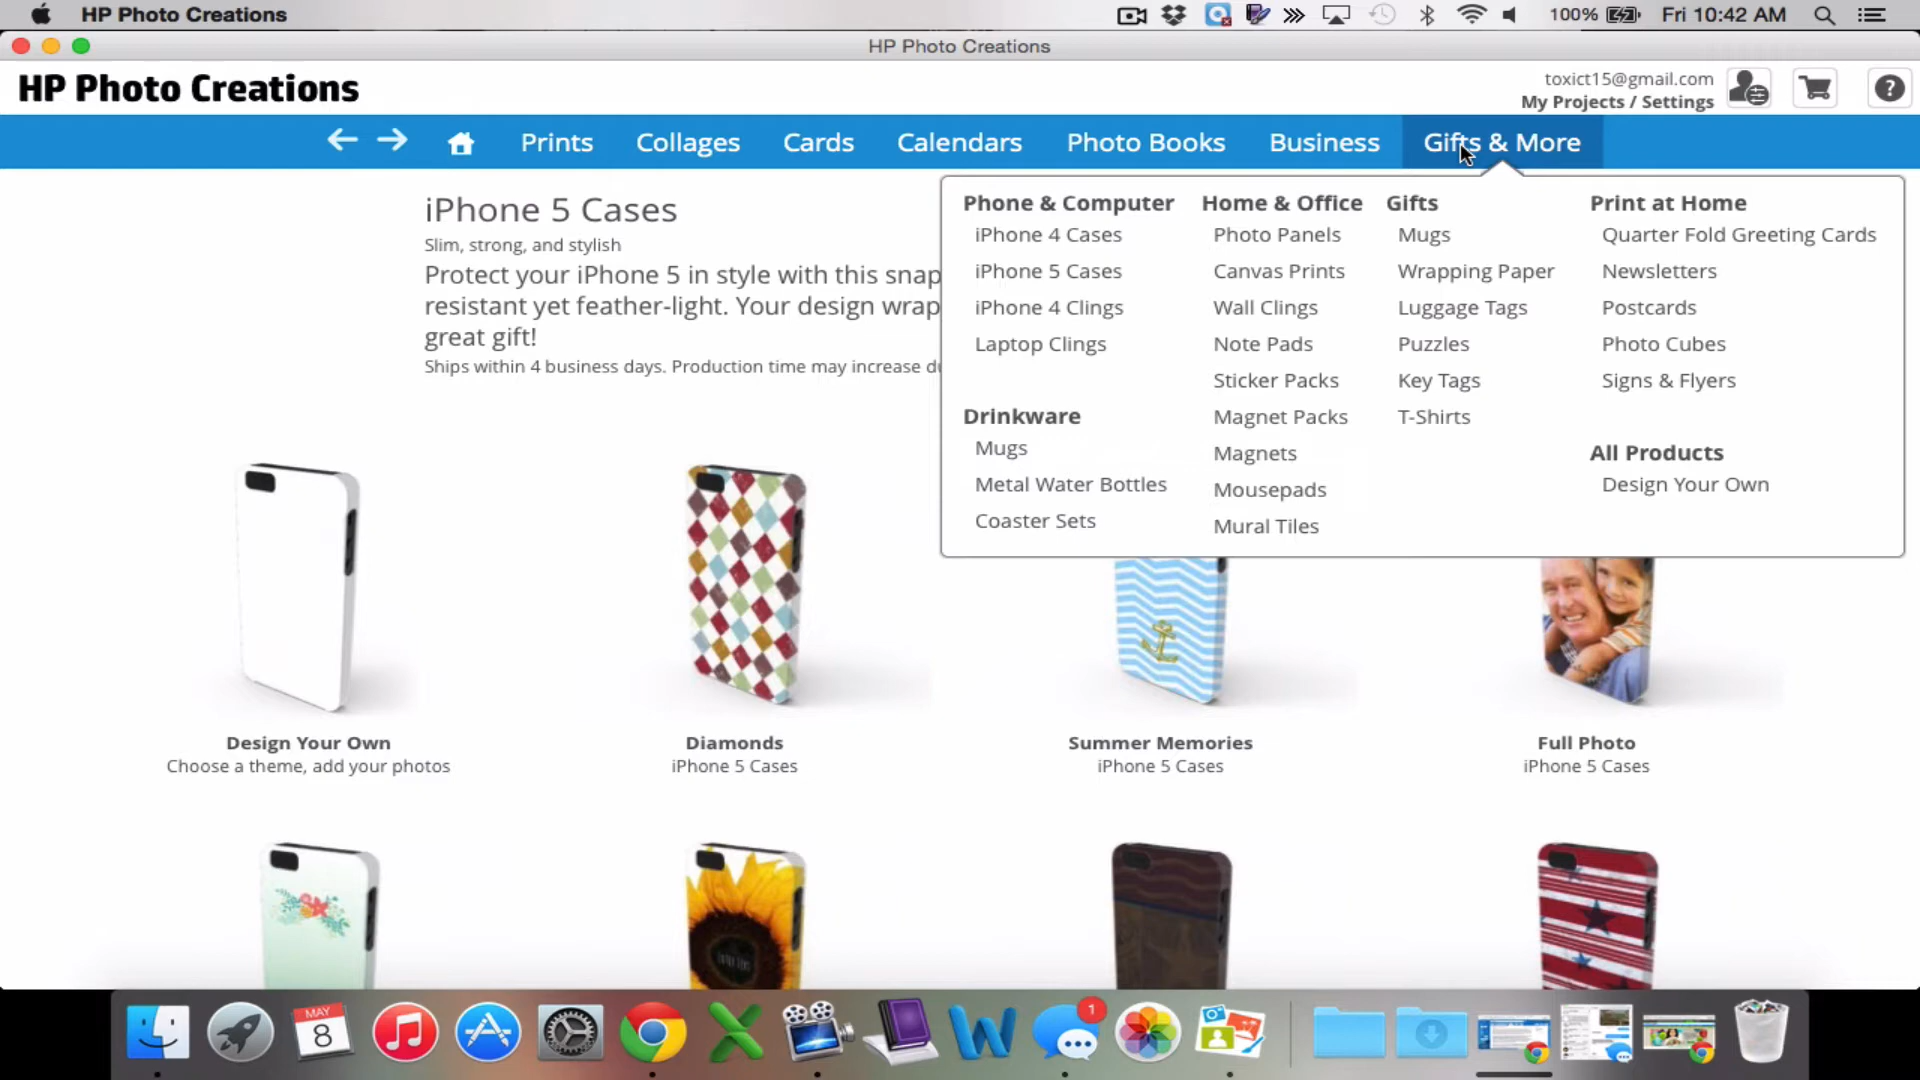 HP Photo Creations
100%
Fri 10:42 AM
HP Photo Creations
HP Photo Creations
toxict15@gmail.com
My Projects / Settings
?
Prints
Collages
Cards
Calendars
Photo Books
Business
Gifts & More
iPhone 5 Cases
Slim, strong, and stylish
Protect your iPhone 5 in style with this snap
resistant yet feather-light. Your design wrap
great gift!
Ships within 4 business days. Production time may increase
Phone & Computer
iPhone 4 Cases
iPhone 5 Cases
iPhone 4 Clings
Laptop Clings
Drinkware
Mugs
Metal Water Bottles
Coaster Sets
Home & Office
Photo Panels
Canvas Prints
Wall Clings
Note Pads
Sticker Packs
Magnet Packs
Magnets
Mousepads
Mural Tiles
Gifts
Mugs
Wrapping Paper
Luggage Tags
Puzzles
Key Tags
T-Shirts
Print at Home
Quarter Fold Greeting Cards
Newsletters
Postcards
Photo Cubes
Signs & Flyers
All Products
Design Your Own
Design Your Own
Choose a theme, add your photos
Diamonds
iPhone 5 Cases
Summer Memories
iPhone 5 Cases
Full Photo
iPhone 5 Cases
MAY
8
1